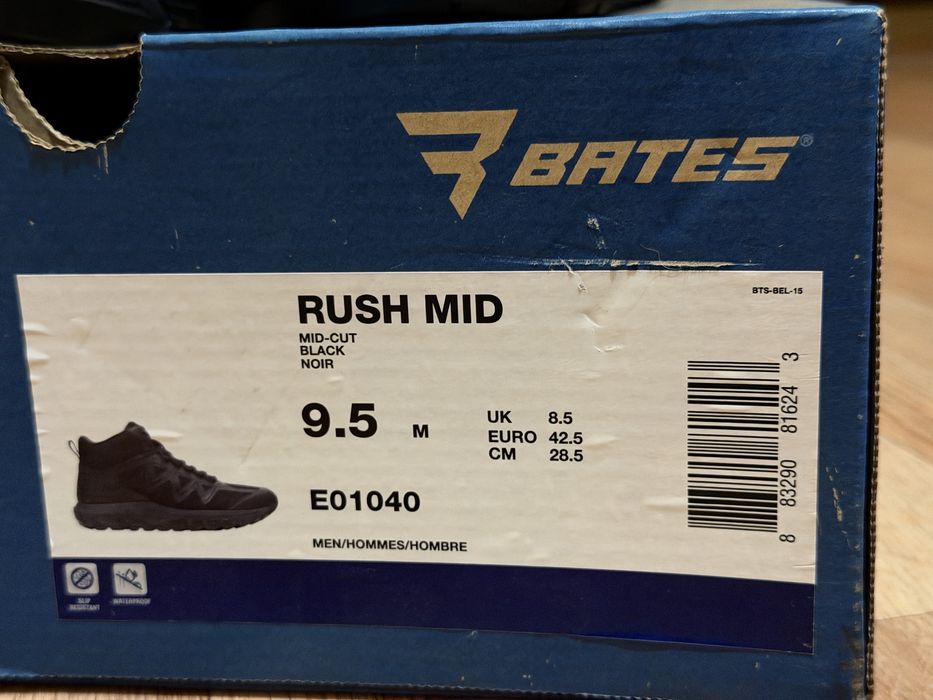 BATES®
BTS-BEL-15
RUSH MID
MID-CUT
BLACK
NOIR
9.5 M
UK 8.5
EURO 42.5
CM 28.5
E01040
MEN/HOMMES/HOMBRE
8 83290 81624 3
SLIP
RESISTANT
WATERPROOF